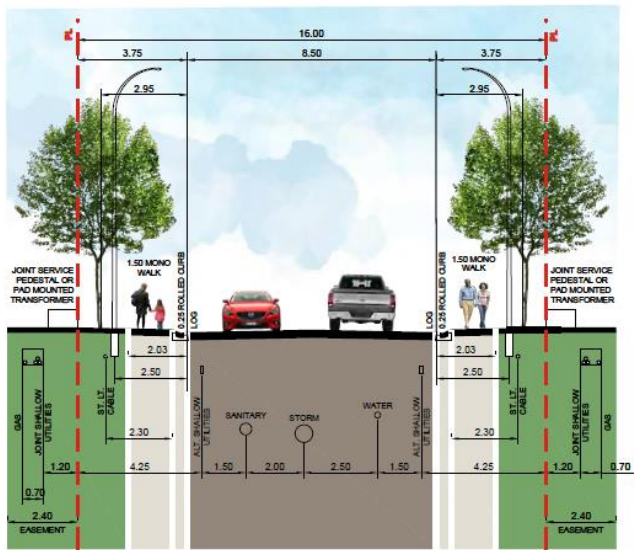 PL
PL
16.00
3.75
8.50
3.75
2.95
2.95
1.50 MONO
WALK
1.50 MONO
WALK
JOINT SERVICE
PEDESTAL OR
PAD MOUNTED
TRANSFORMER
JOINT SERVICE
PEDESTAL OR
PAD MOUNTED
TRANSFORMER
0.25 ROLLED CURB
LOG
LOG
0.25 ROLLED CURB
2.03
2.03
2.50
2.50
GAS
JOINT SHALLOW
UTILITIES
ST. LT.
CABLE
ALT. SHALLOW
UTILITIES
SANITARY
STORM
WATER
ALT. SHALLOW
UTILITIES
ST. LT.
CABLE
JOINT SHALLOW
UTILITIES
GAS
2.30
2.30
1.20
4.25
1.50
2.00
2.50
1.50
4.25
1.20
0.70
0.70
2.40
2.40
EASEMENT
EASEMENT